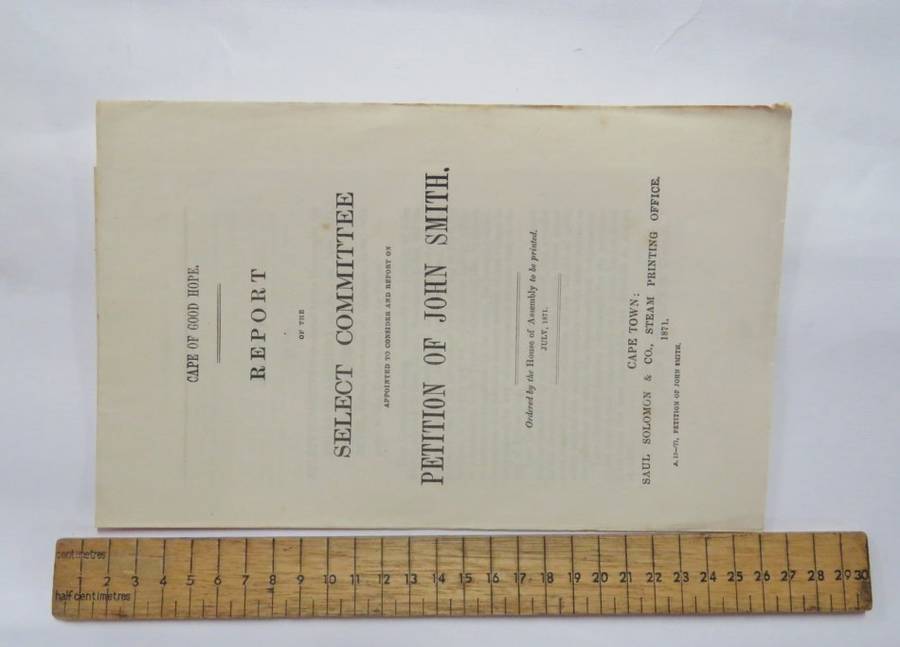 CAPE OF GOOD HOPE.
REPORT
OF THE
SELECT COMMITTEE
APPOINTED TO CONSIDER AND REPORT ON
PETITION OF JOHN SMITH.
Ordered by the House of Assembly to be printed.
JULY, 1871.
CAPE TOWN:
SAUL SOLOMON & CO., STEAM PRINTING OFFICE.
1871.
PETITION OF JOHN SMITH.
centimetres
1 2 3 4 5 6 7 8 9 10 11 12 13 14 15 16 17 18 19 20 21 22 23 24 25 26 27 28 29 30
half centimetres